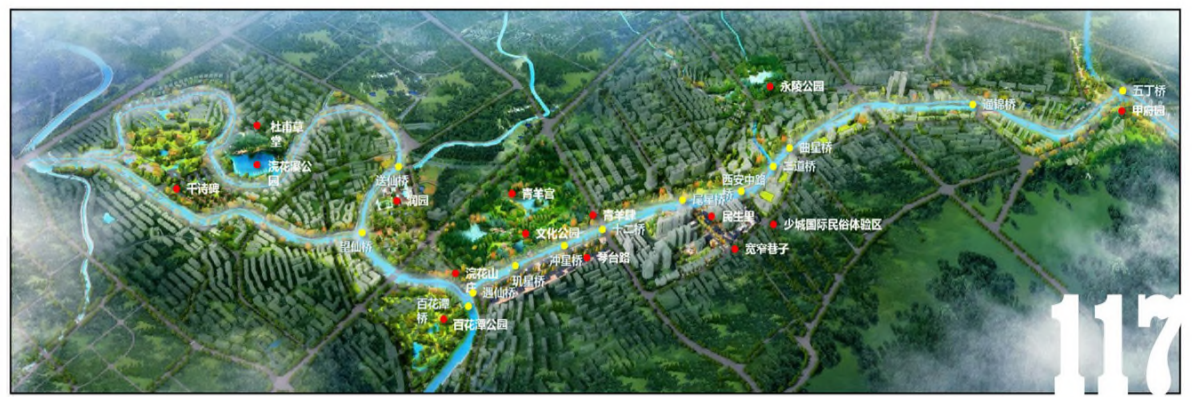 永陵公园
五丁桥
通锦桥
甲府园
杜甫草
堂
曲星桥
浣花溪公
园
二道桥
送仙桥
西安中路
桥
千诗碑
润园
青羊宫
民生里
青羊肆
少城国际民俗体验区
十二桥
文化公园
望仙桥
宽窄巷子
冲星桥
琴台路
浣花山
庄
玑星桥
遇仙桥
百花潭
桥
百花潭公园
117